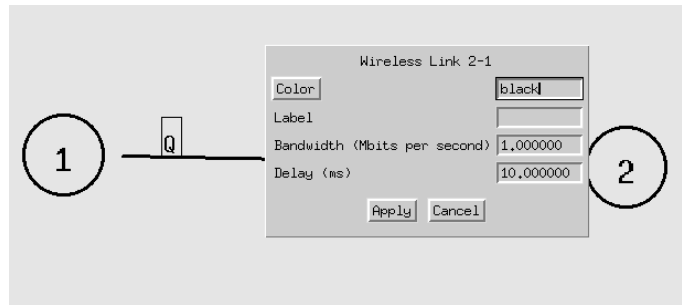 Wireless Link 2-1
Color black
Label
Q
1
Bandwidth (Mbits per second) 1.000000
2
Delay (ms) 10.000000
Apply Cancel